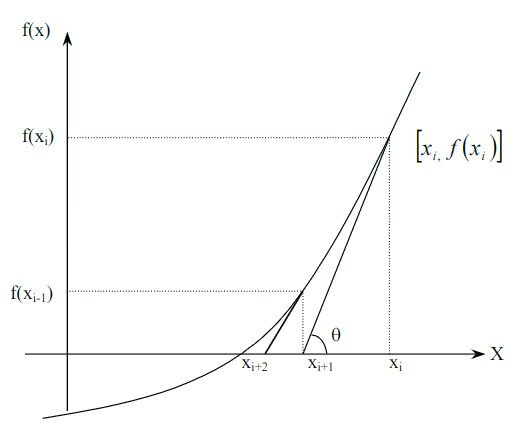 f(x)
f(xᵢ)
[xᵢ, f(xᵢ)]
f(xᵢ₋₁)
θ
X
xᵢ₊₂
xᵢ₊₁
xᵢ